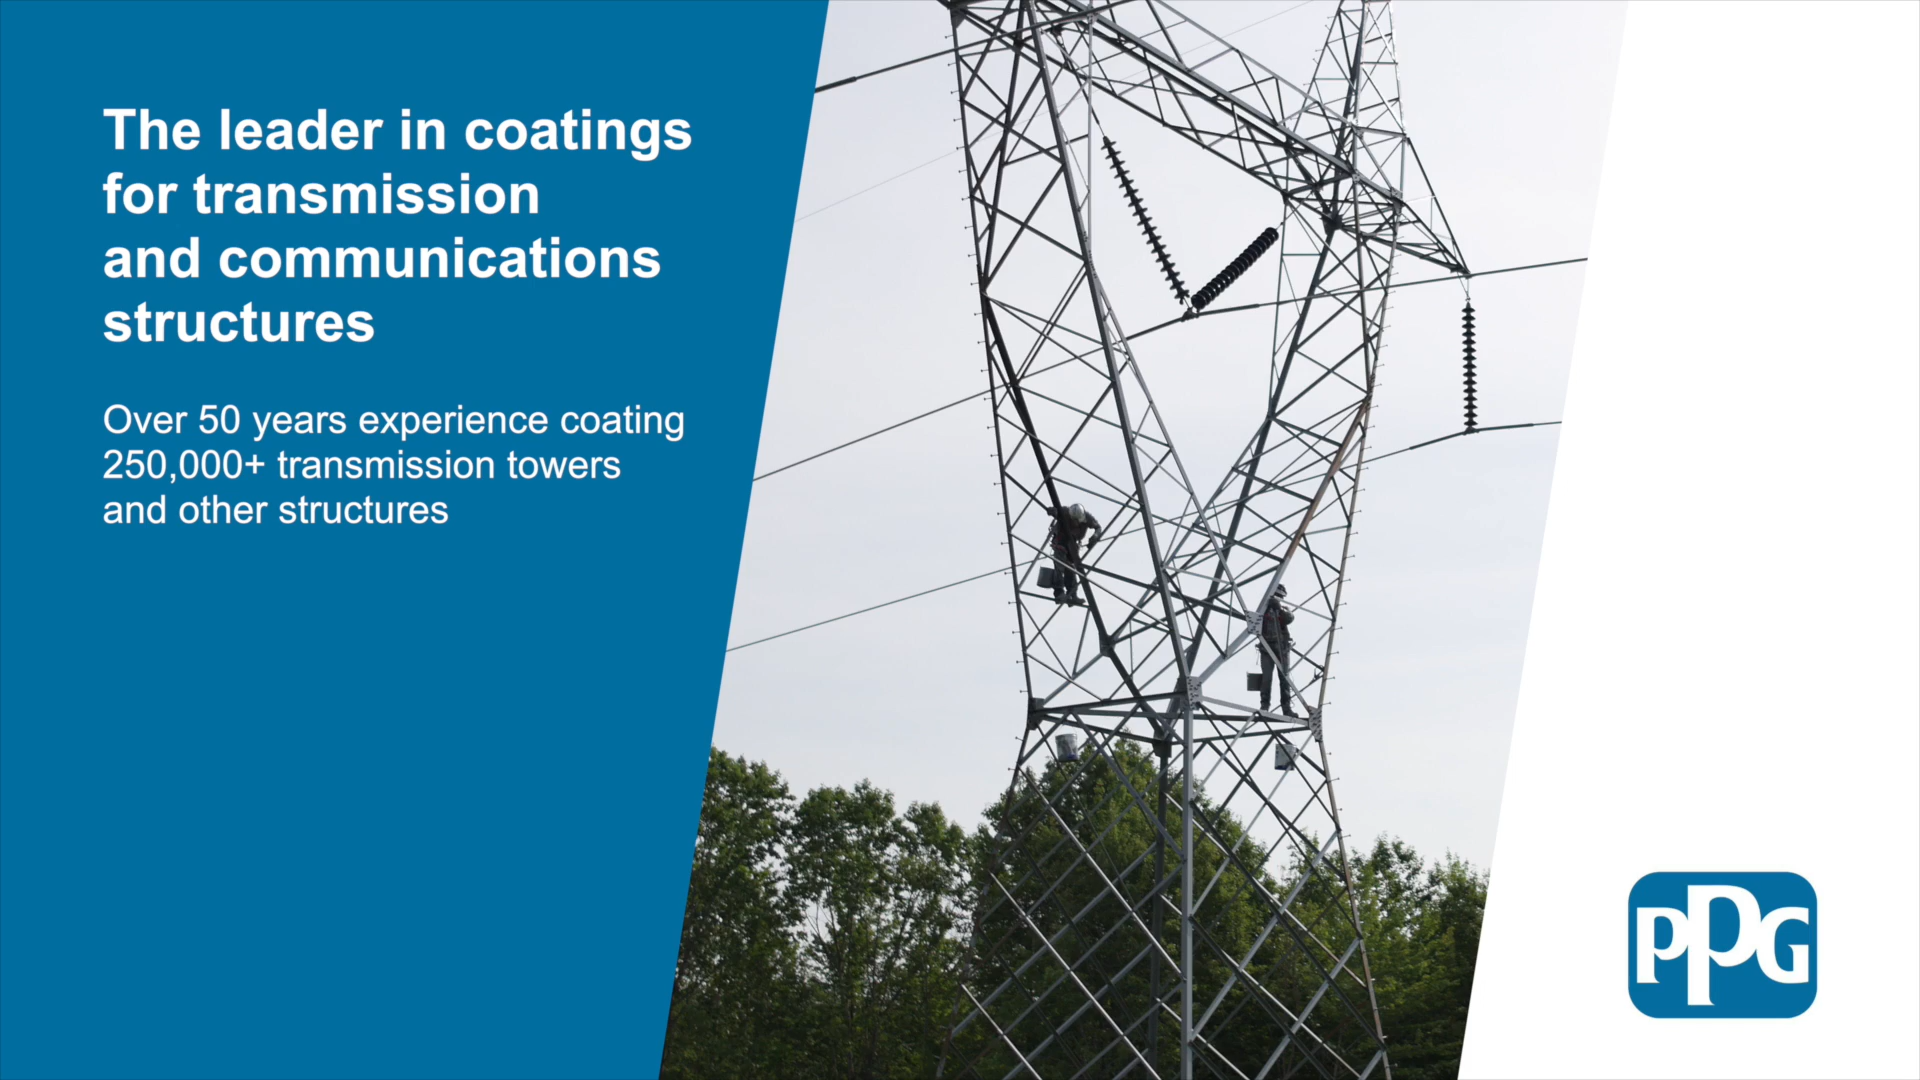 The leader in coatings
for transmission
and communications
structures
Over 50 years experience coating
250,000+ transmission towers
and other structures
PPG